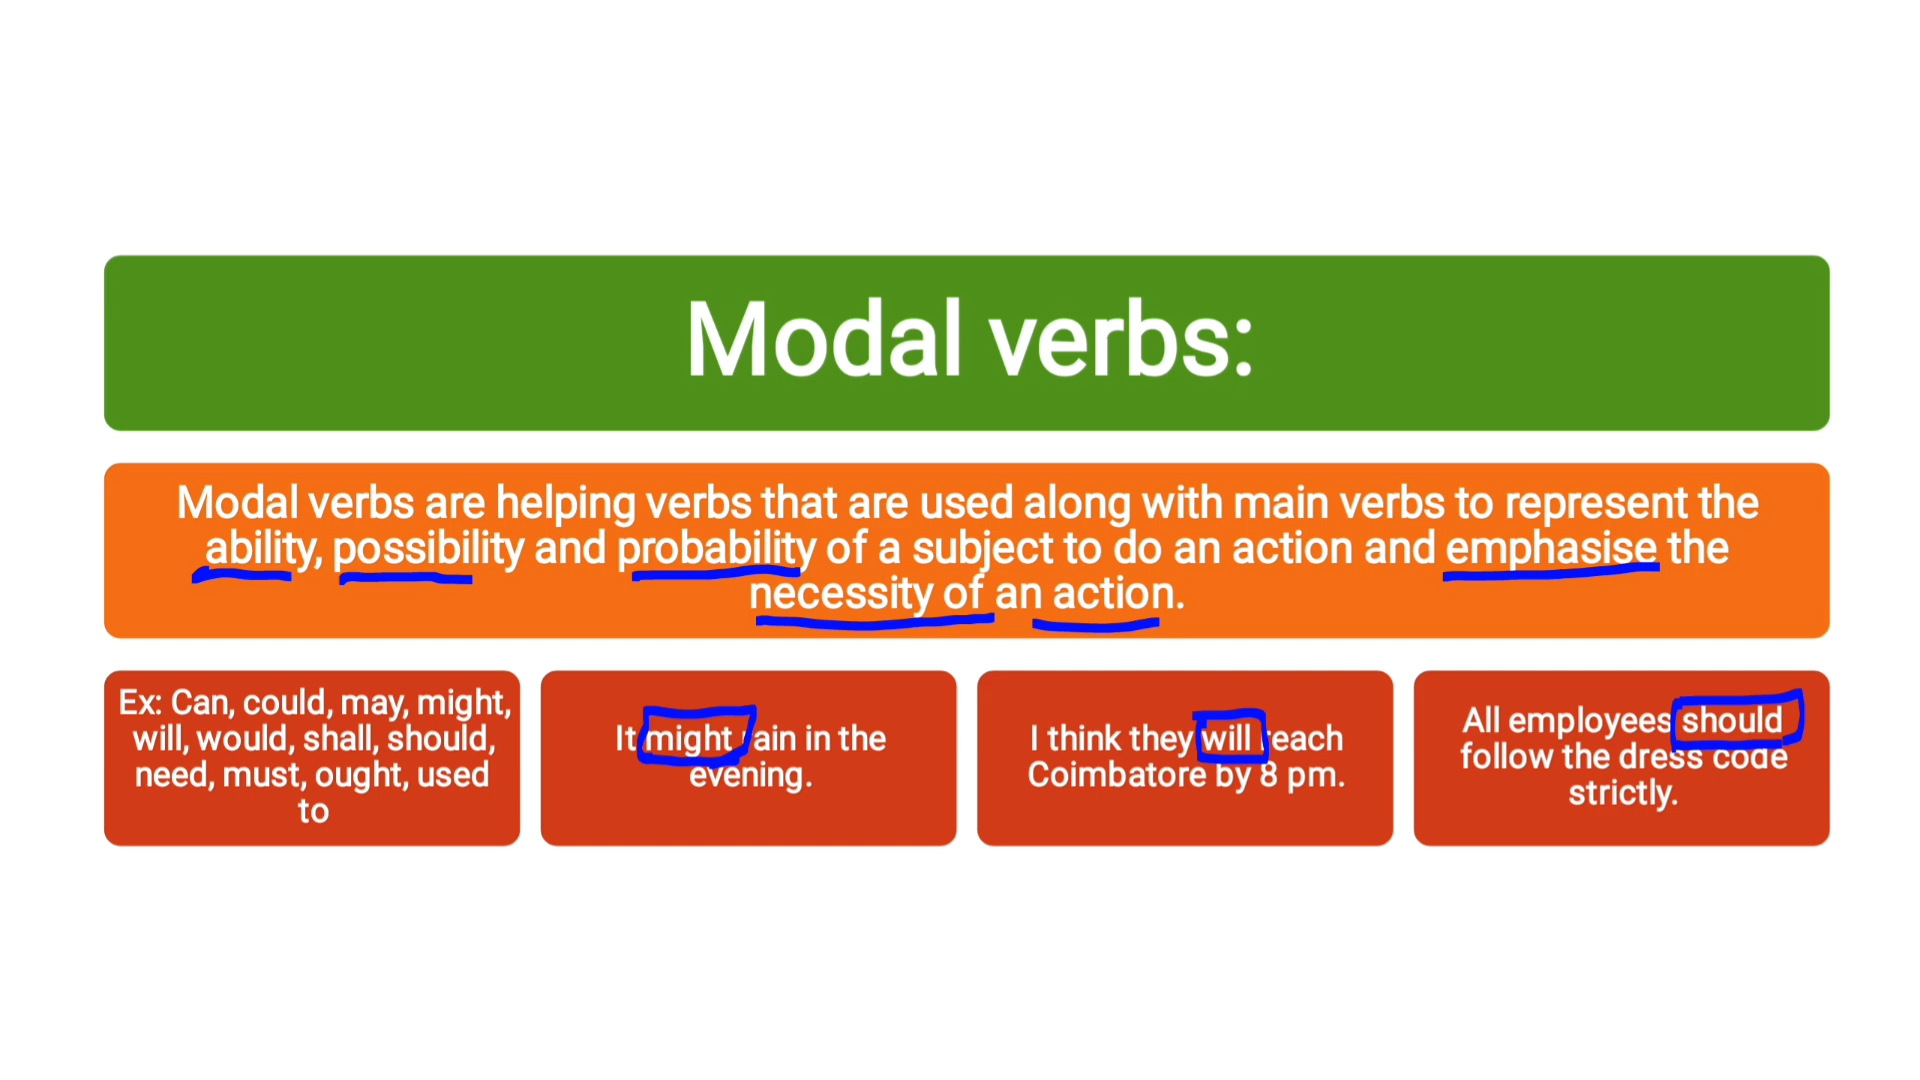 Modal verbs:
Modal verbs are helping verbs that are used along with main verbs to represent the
ability, possibility and probability of a subject to do an action and emphasise the
necessity of an action.
Ex: Can, could, may, might,
will, would, shall, should,
need, must, ought, used
to
It might rain in the
evening.
I think they will reach
Coimbatore by 8 pm.
All employees should
follow the dress code
strictly.